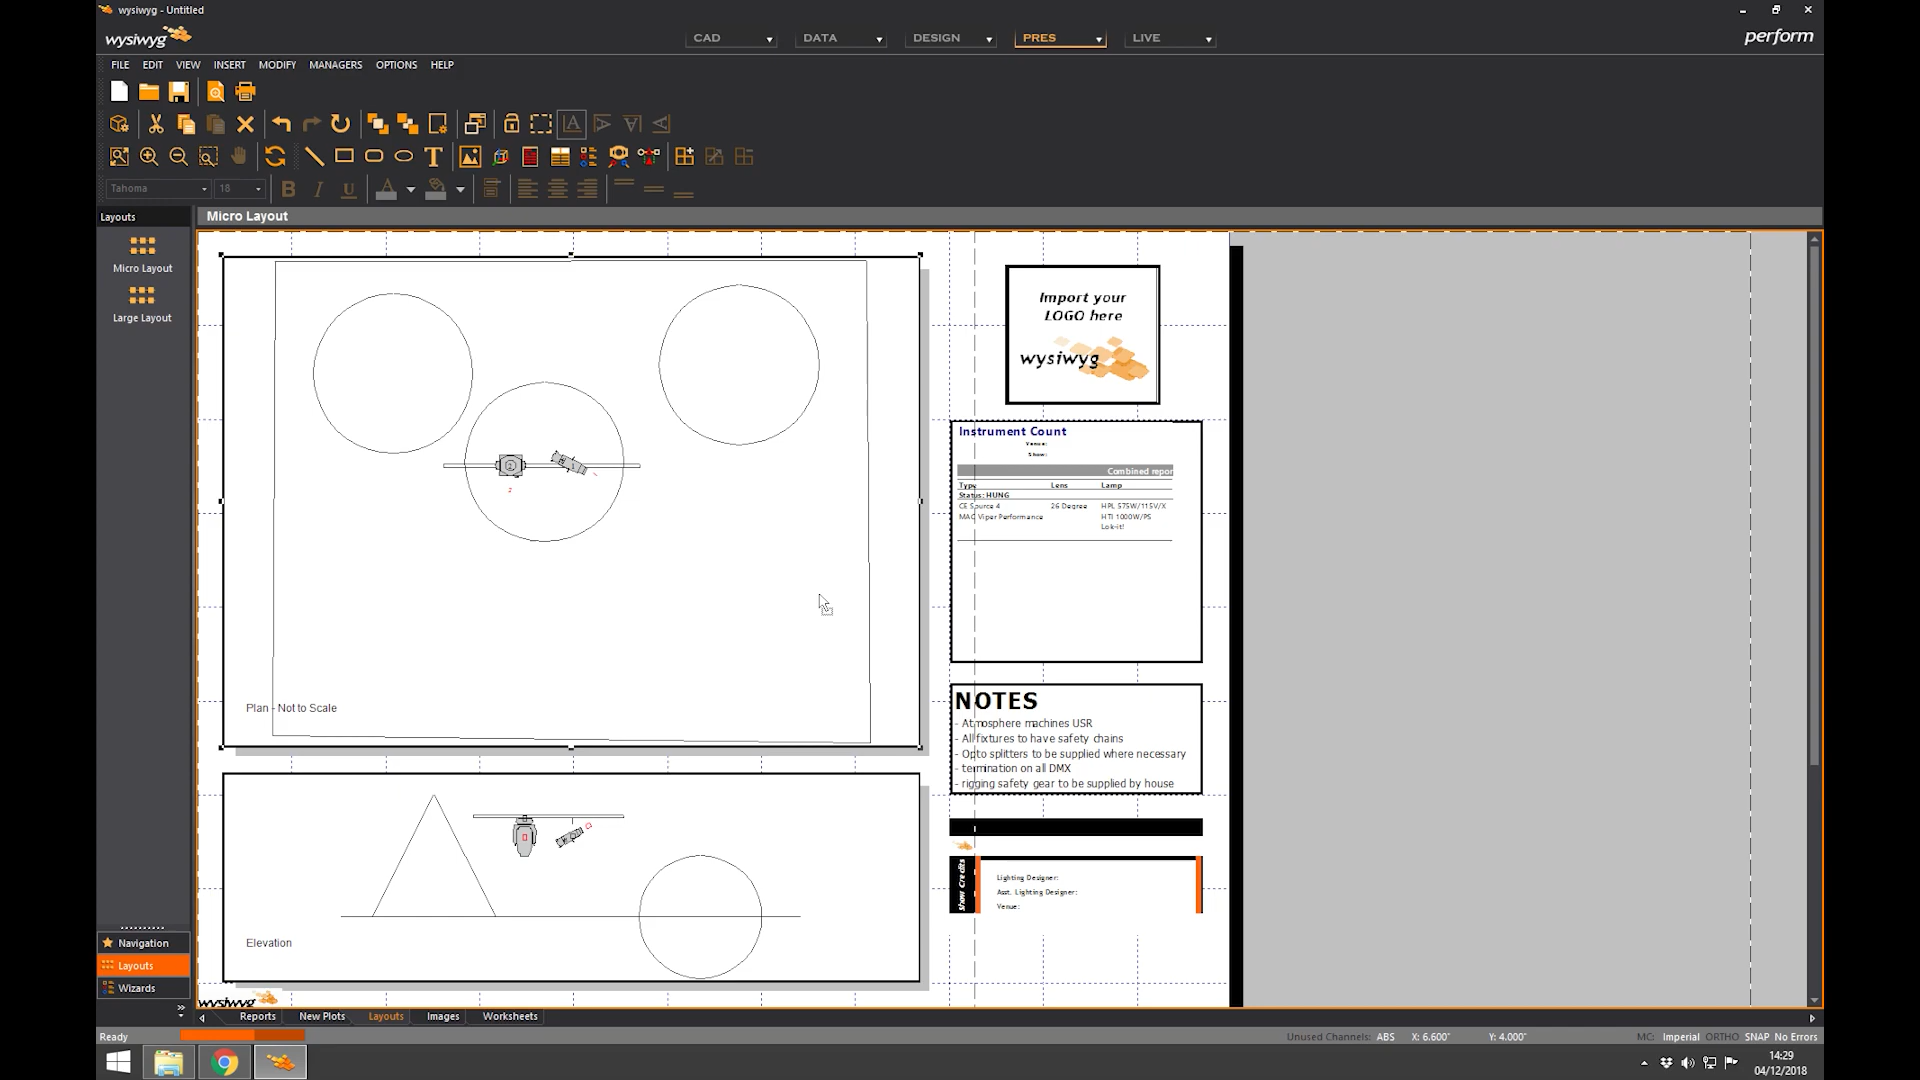 wysiwyg - Untitled
wysiwyg
CAD
DATA
DESIGN
PRES
LIVE
perform
FILE EDIT VIEW INSERT MODIFY MANAGERS OPTIONS HELP
Tahoma
18
Layouts
Micro Layout
Micro Layout
Large Layout
Import your
LOGO here
wysiwyg
Instrument Count
Venue:
Show:
Combined repor
Type Lens Lamp
Status: HUNG
CE Source 4 26 Degree HPL 575W/115V/X
MAC Viper Performance HTI 1000W/PS
Lok-it!
2
Plan - Not to Scale
NOTES
- Atmosphere machines USR
- All fixtures to have safety chains
- Opto splitters to be supplied where necessary
- termination on all DMX
- rigging safety gear to be supplied by house
Show Credits
Lighting Designer:
Asst. Lighting Designer:
Venue:
Elevation
wysiwyg
Navigation
Layouts
Wizards
Reports New Plots Layouts Images Worksheets
Ready
Unused Channels: ABS X: 6.600" Y: 4.000" MC: Imperial ORTHO SNAP No Errors
14:29
04/12/2018